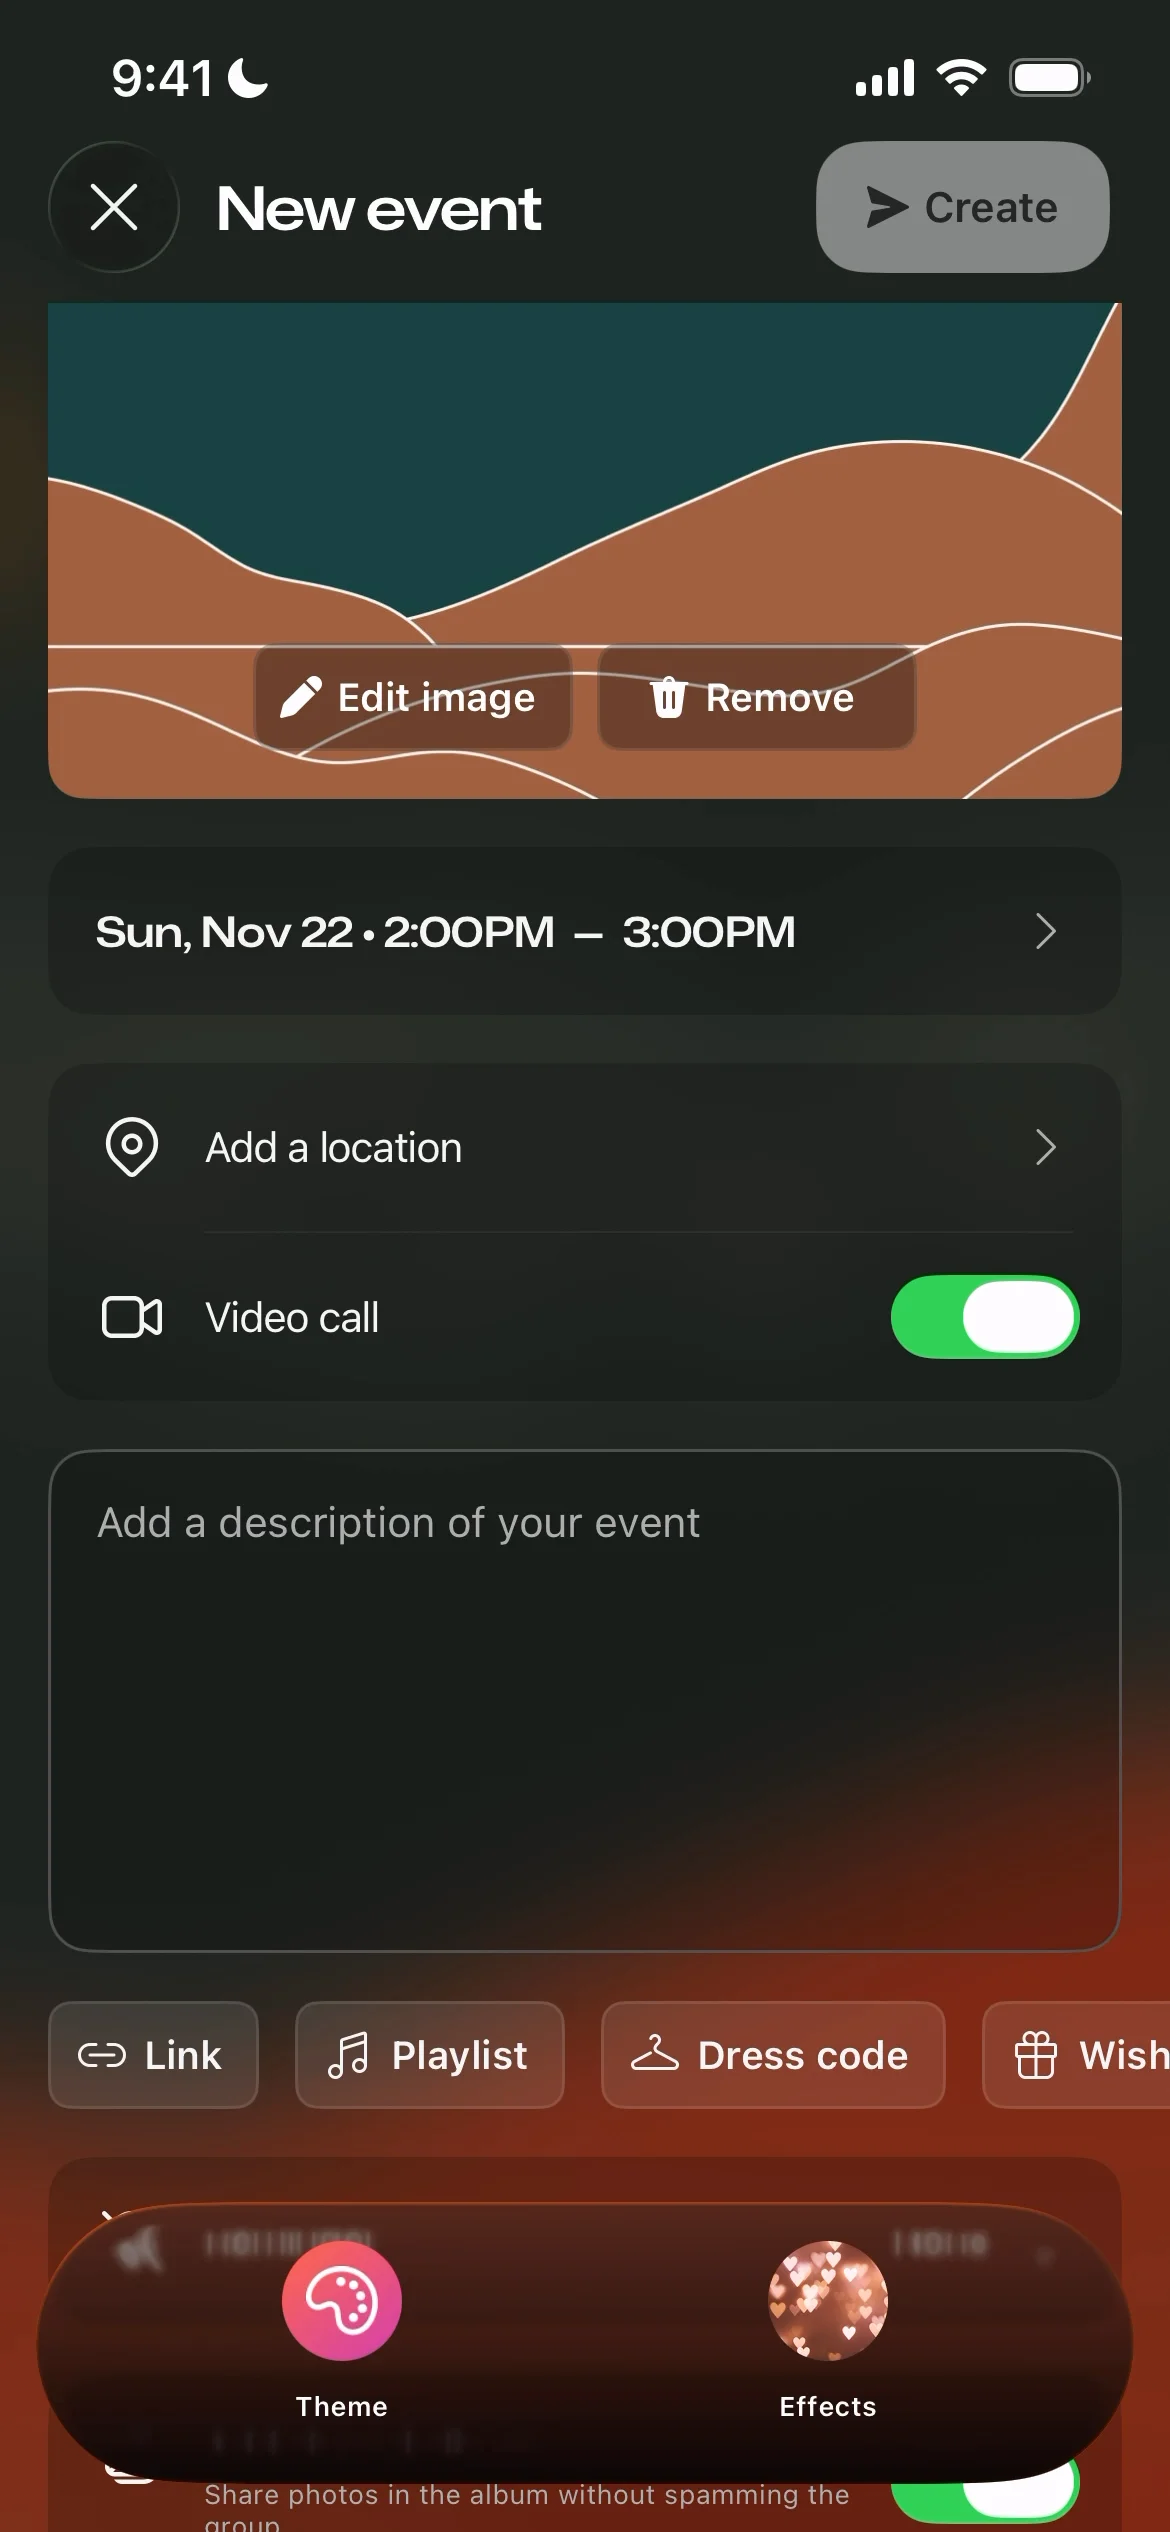 9:41
New event
Create
Edit image
Remove
Sun, Nov 22 • 2:00PM – 3:00PM
Add a location
Video call
Add a description of your event
Link
Playlist
Dress code
Wish
Theme
Effects
Share photos in the album without spamming the
group